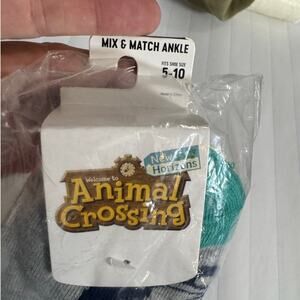 MIX & MATCH ANKLE
FITS SHOE SIZE
5-10
New
Horizons
Welcome to
Animal
Crossing